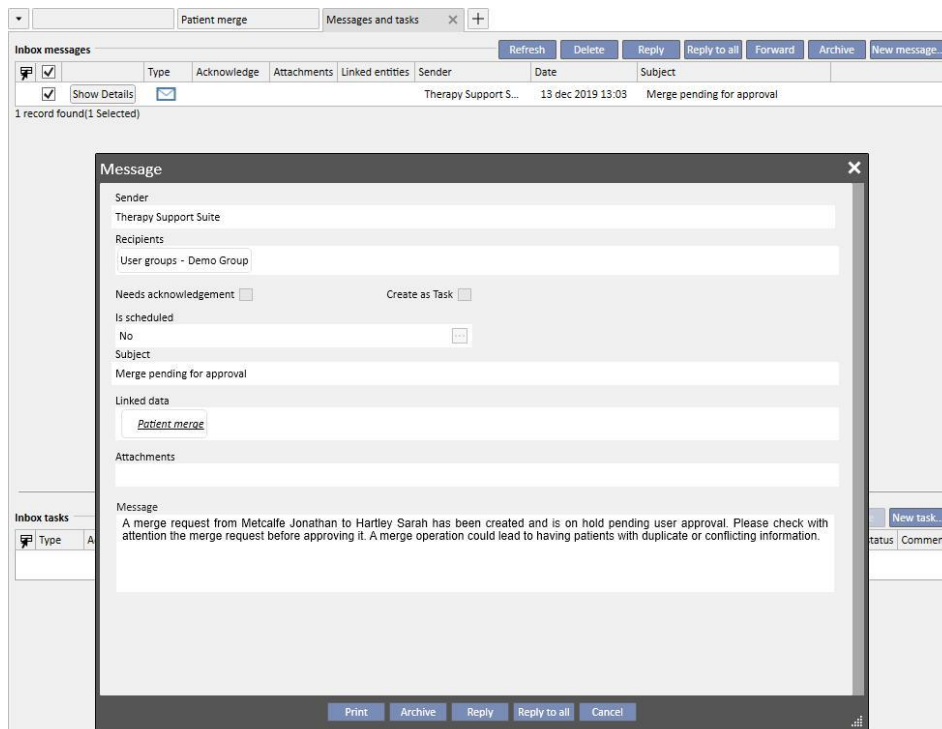 Patient merge Messages and tasks
Inbox messages Refresh Delete Reply Reply to all Forward Archive New message...
Type Acknowledge Attachments Linked entities Sender Date Subject
Show Details Therapy Support S... 13 dec 2019 13:03 Merge pending for approval
1 record found(1 Selected)
Message
Sender
Therapy Support Suite
Recipients
User groups - Demo Group
Needs acknowledgement Create as Task
Is scheduled
No
Subject
Merge pending for approval
Linked data
Patient merge
Attachments
Message
A merge request from Metcalfe Jonathan to Hartley Sarah has been created and is on hold pending user approval. Please check with
attention the merge request before approving it. A merge operation could lead to having patients with duplicate or conflicting information.
Inbox tasks New task...
Type
Print Archive Reply Reply to all Cancel